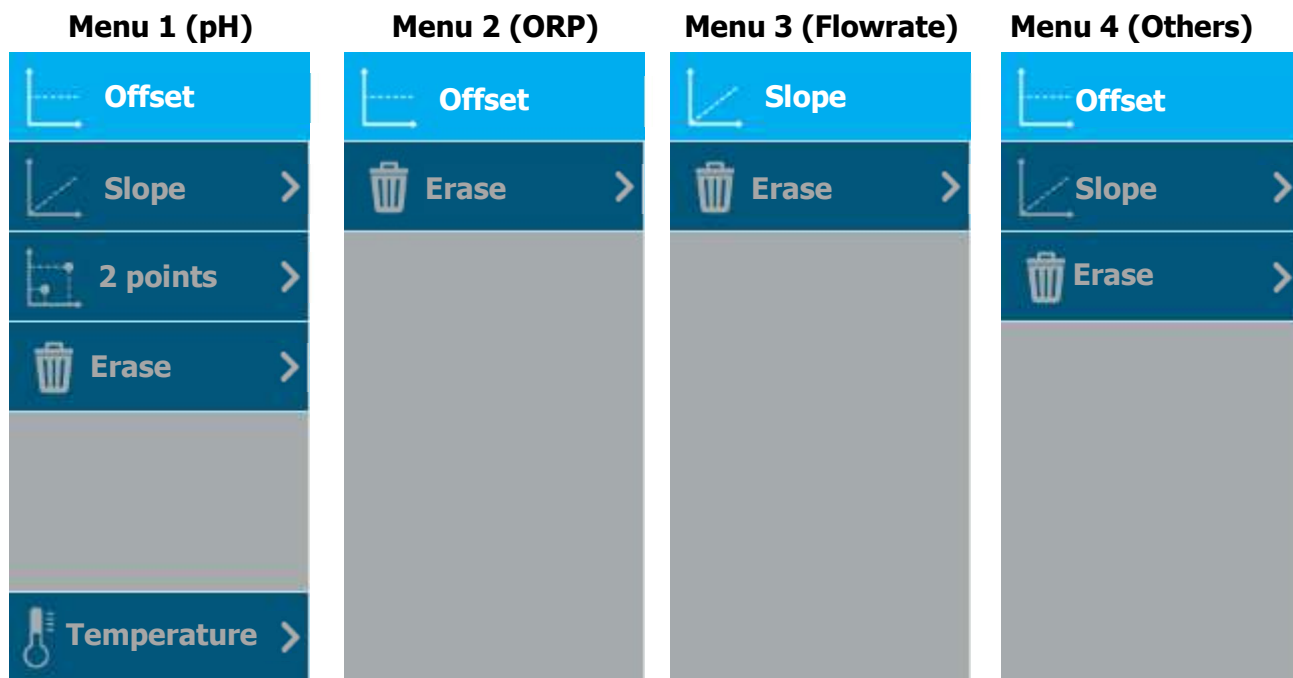 Menu 1 (pH)
Offset
Slope
2 points
Erase
Temperature
Menu 2 (ORP)
Offset
Erase
Menu 3 (Flowrate)
Slope
Erase
Menu 4 (Others)
Offset
Slope
Erase